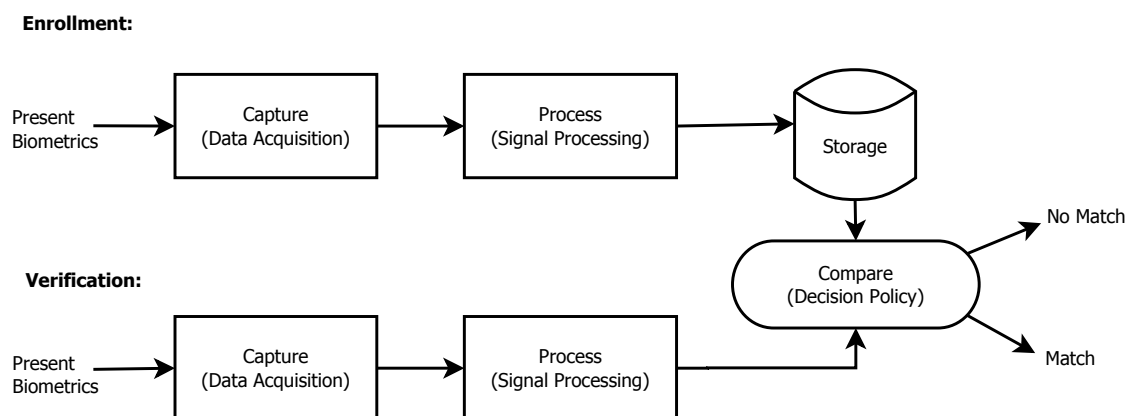 Enrollment:
Present
Biometrics
Capture
(Data Acquisition)
Process
(Signal Processing)
Storage
No Match
Compare
(Decision Policy)
Match
Verification:
Present
Biometrics
Capture
(Data Acquisition)
Process
(Signal Processing)